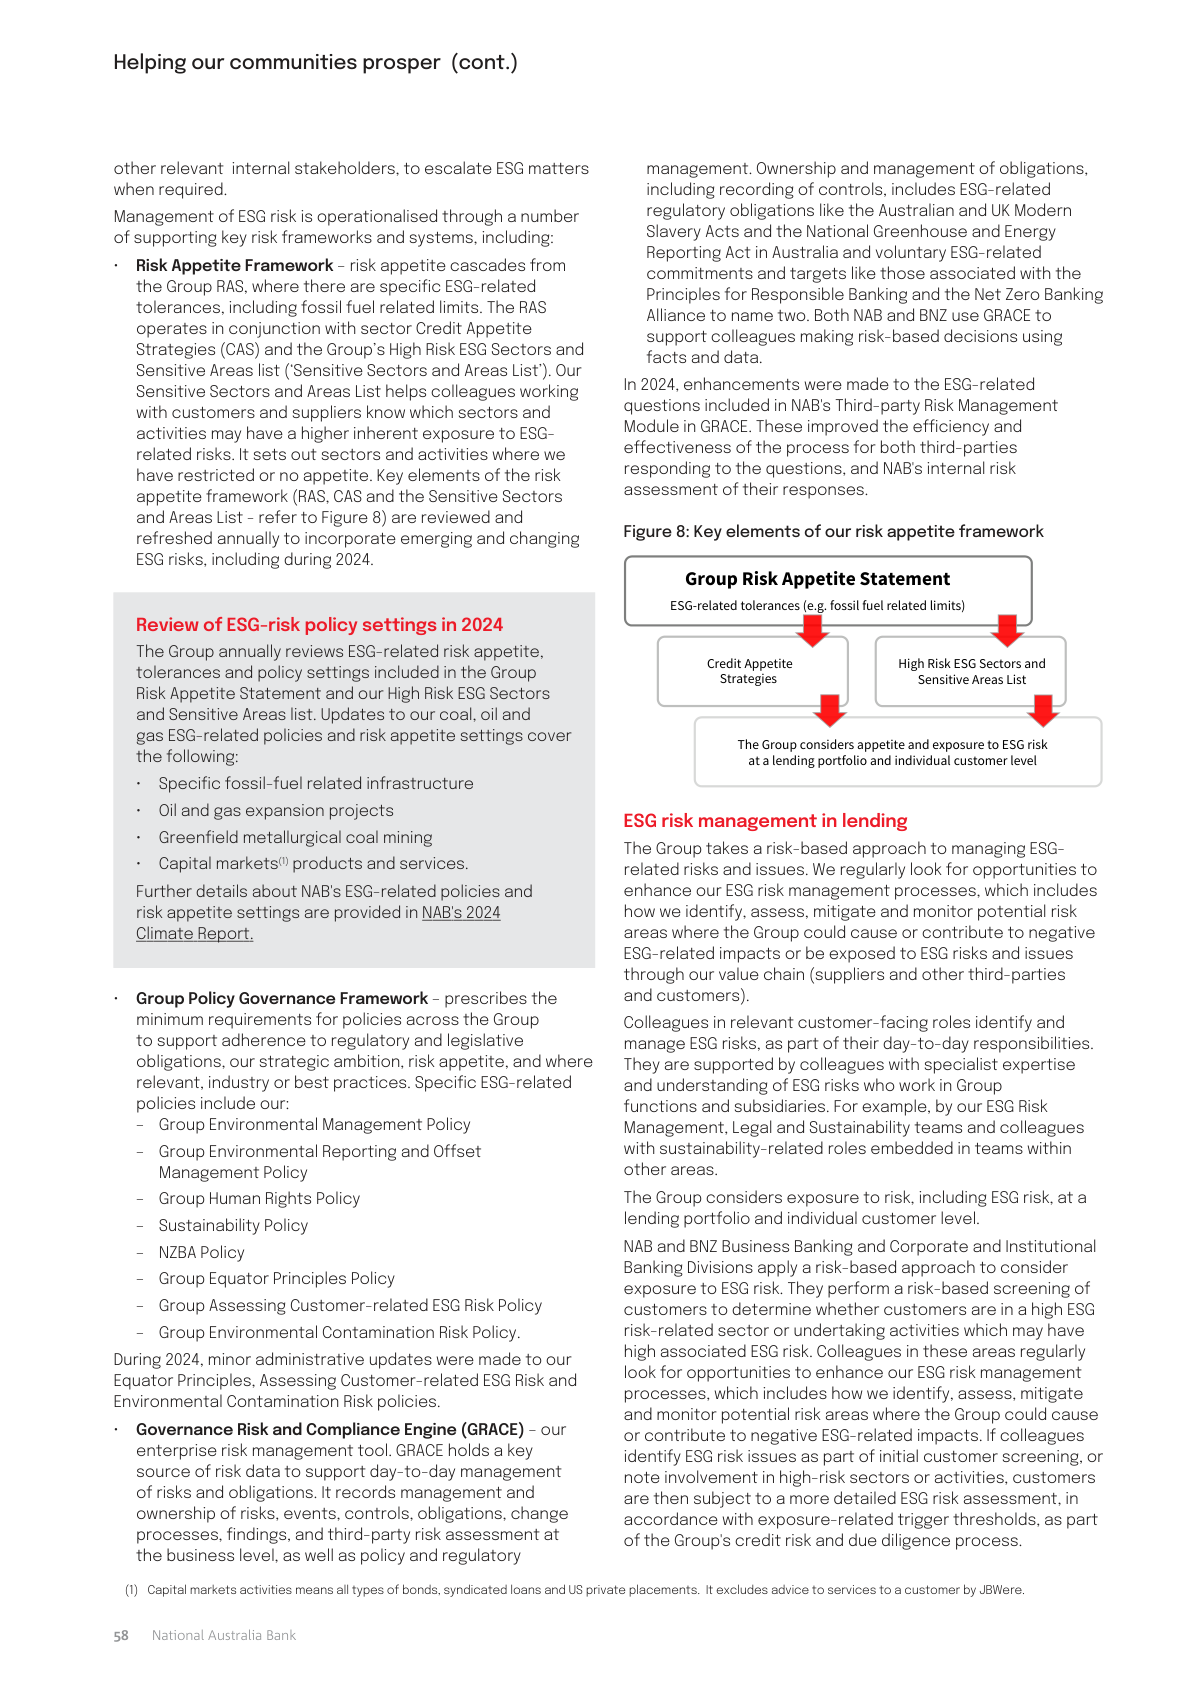 Helping our communities prosper (cont.)
other relevant internal stakeholders, to escalate ESG matters
when required.
Management of ESG risk is operationalised through a number
of supporting key risk frameworks and systems, including:
· Risk Appetite Framework – risk appetite cascades from
the Group RAS, where there are specific ESG-related
tolerances, including fossil fuel related limits. The RAS
operates in conjunction with sector Credit Appetite
Strategies (CAS) and the Group's High Risk ESG Sectors and
Sensitive Areas list ('Sensitive Sectors and Areas List'). Our
Sensitive Sectors and Areas List helps colleagues working
with customers and suppliers know which sectors and
activities may have a higher inherent exposure to ESG-
related risks. It sets out sectors and activities where we
have restricted or no appetite. Key elements of the risk
appetite framework (RAS, CAS and the Sensitive Sectors
and Areas List – refer to Figure 8) are reviewed and
refreshed annually to incorporate emerging and changing
ESG risks, including during 2024.
Review of ESG-risk policy settings in 2024
The Group annually reviews ESG-related risk appetite,
tolerances and policy settings included in the Group
Risk Appetite Statement and our High Risk ESG Sectors
and Sensitive Areas list. Updates to our coal, oil and
gas ESG-related policies and risk appetite settings cover
the following:
· Specific fossil-fuel related infrastructure
· Oil and gas expansion projects
· Greenfield metallurgical coal mining
· Capital markets(1) products and services.
Further details about NAB's ESG-related policies and
risk appetite settings are provided in NAB's 2024
Climate Report.
· Group Policy Governance Framework – prescribes the
minimum requirements for policies across the Group
to support adherence to regulatory and legislative
obligations, our strategic ambition, risk appetite, and where
relevant, industry or best practices. Specific ESG-related
policies include our:
– Group Environmental Management Policy
– Group Environmental Reporting and Offset
Management Policy
– Group Human Rights Policy
– Sustainability Policy
– NZBA Policy
– Group Equator Principles Policy
– Group Assessing Customer-related ESG Risk Policy
– Group Environmental Contamination Risk Policy.
During 2024, minor administrative updates were made to our
Equator Principles, Assessing Customer-related ESG Risk and
Environmental Contamination Risk policies.
· Governance Risk and Compliance Engine (GRACE) – our
enterprise risk management tool. GRACE holds a key
source of risk data to support day-to-day management
of risks and obligations. It records management and
ownership of risks, events, controls, obligations, change
processes, findings, and third-party risk assessment at
the business level, as well as policy and regulatory
management. Ownership and management of obligations,
including recording of controls, includes ESG-related
regulatory obligations like the Australian and UK Modern
Slavery Acts and the National Greenhouse and Energy
Reporting Act in Australia and voluntary ESG-related
commitments and targets like those associated with the
Principles for Responsible Banking and the Net Zero Banking
Alliance to name two. Both NAB and BNZ use GRACE to
support colleagues making risk-based decisions using
facts and data.
In 2024, enhancements were made to the ESG-related
questions included in NAB's Third-party Risk Management
Module in GRACE. These improved the efficiency and
effectiveness of the process for both third-parties
responding to the questions, and NAB's internal risk
assessment of their responses.
Figure 8: Key elements of our risk appetite framework
Group Risk Appetite Statement
ESG-related tolerances (e.g. fossil fuel related limits)
Credit Appetite
Strategies
High Risk ESG Sectors and
Sensitive Areas List
The Group considers appetite and exposure to ESG risk
at a lending portfolio and individual customer level
ESG risk management in lending
The Group takes a risk-based approach to managing ESG-
related risks and issues. We regularly look for opportunities to
enhance our ESG risk management processes, which includes
how we identify, assess, mitigate and monitor potential risk
areas where the Group could cause or contribute to negative
ESG-related impacts or be exposed to ESG risks and issues
through our value chain (suppliers and other third-parties
and customers).
Colleagues in relevant customer-facing roles identify and
manage ESG risks, as part of their day-to-day responsibilities.
They are supported by colleagues with specialist expertise
and understanding of ESG risks who work in Group
functions and subsidiaries. For example, by our ESG Risk
Management, Legal and Sustainability teams and colleagues
with sustainability-related roles embedded in teams within
other areas.
The Group considers exposure to risk, including ESG risk, at a
lending portfolio and individual customer level.
NAB and BNZ Business Banking and Corporate and Institutional
Banking Divisions apply a risk-based approach to consider
exposure to ESG risk. They perform a risk-based screening of
customers to determine whether customers are in a high ESG
risk-related sector or undertaking activities which may have
high associated ESG risk. Colleagues in these areas regularly
look for opportunities to enhance our ESG risk management
processes, which includes how we identify, assess, mitigate
and monitor potential risk areas where the Group could cause
or contribute to negative ESG-related impacts. If colleagues
identify ESG risk issues as part of initial customer screening, or
note involvement in high-risk sectors or activities, customers
are then subject to a more detailed ESG risk assessment, in
accordance with exposure-related trigger thresholds, as part
of the Group's credit risk and due diligence process.
(1) Capital markets activities means all types of bonds, syndicated loans and US private placements. It excludes advice to services to a customer by JBWere.
58 National Australia Bank